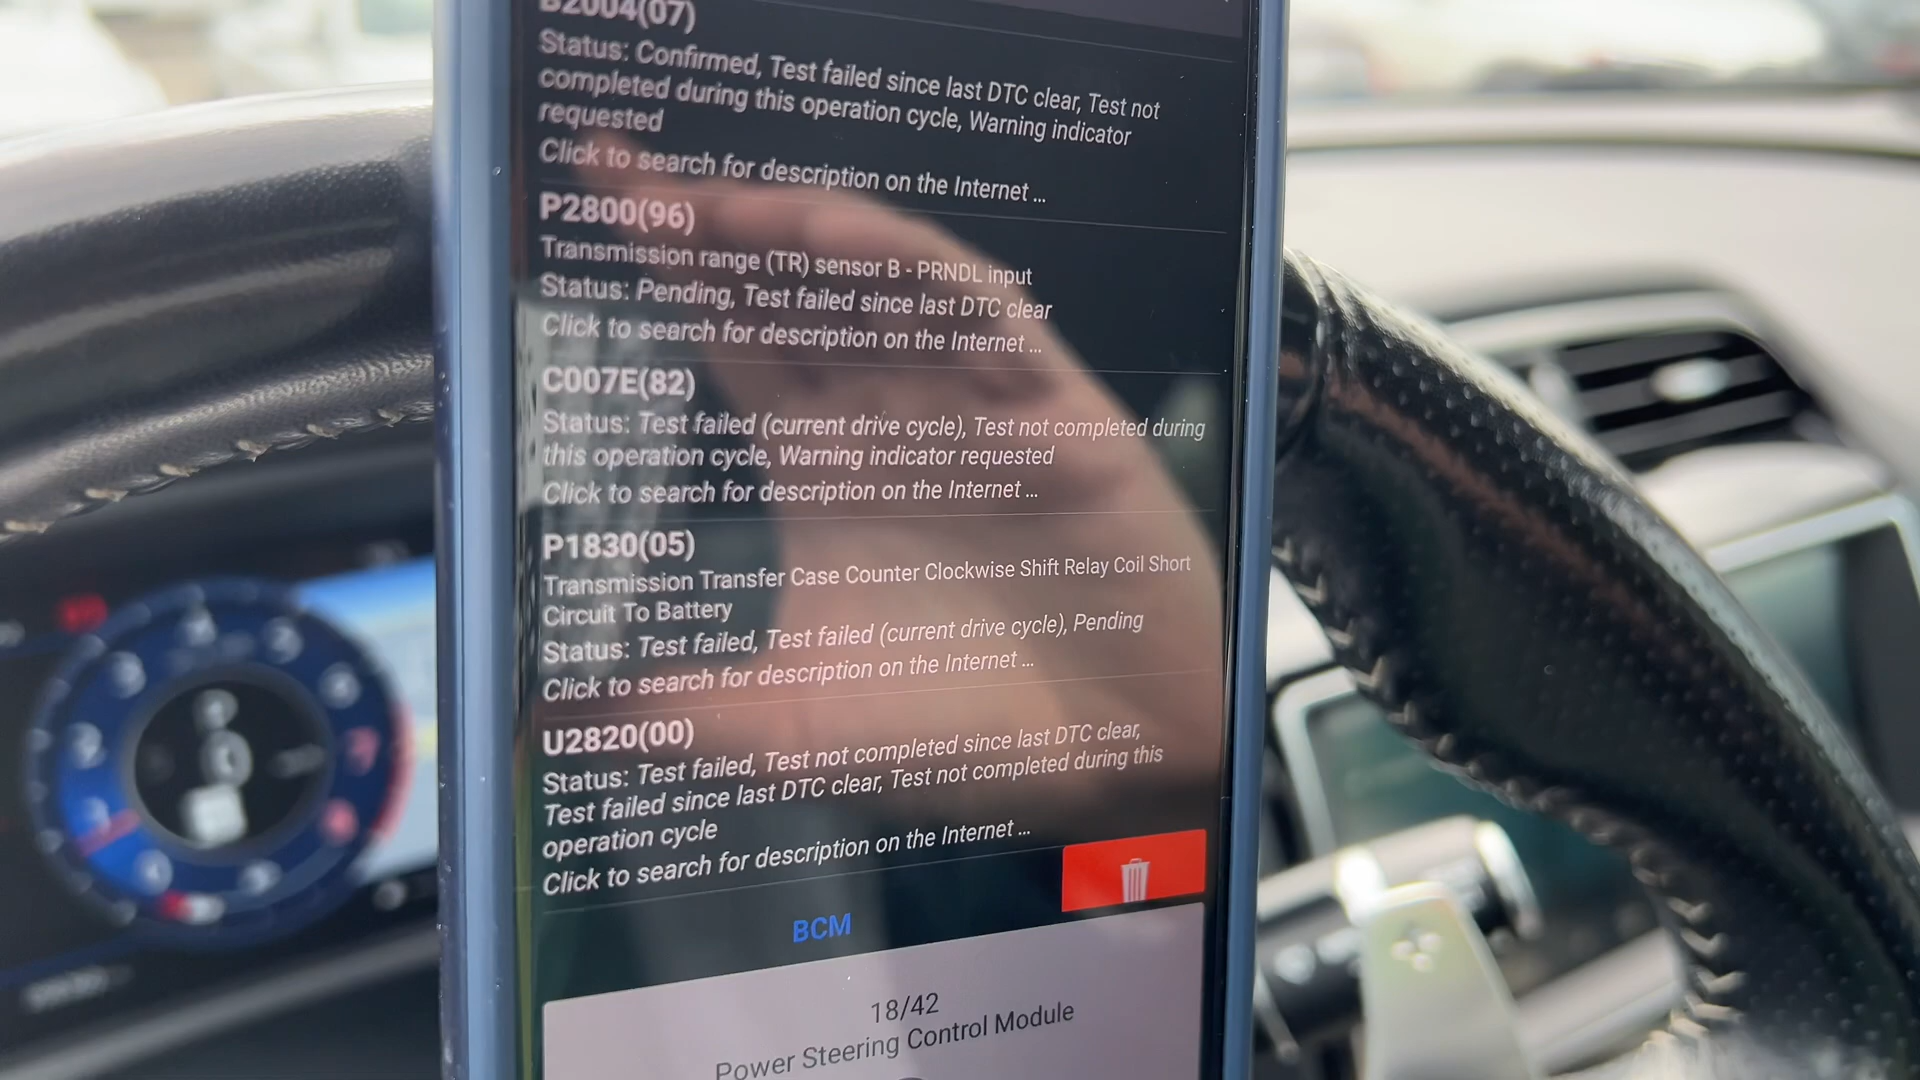 B2004(07)
Status: Confirmed, Test failed since last DTC clear, Test not
completed during this operation cycle, Warning indicator
requested
Click to search for description on the Internet ...
P2800(96)
Transmission range (TR) sensor B - PRNDL input
Status: Pending, Test failed since last DTC clear
Click to search for description on the Internet ...
C007E(82)
Status: Test failed (current drive cycle), Test not completed during
this operation cycle, Warning indicator requested
Click to search for description on the Internet ...
P1830(05)
Transmission Transfer Case Counter Clockwise Shift Relay Coil Short
Circuit To Battery
Status: Test failed, Test failed (current drive cycle), Pending
Click to search for description on the Internet ...
U2820(00)
Status: Test failed, Test not completed since last DTC clear,
Test failed since last DTC clear, Test not completed during this
operation cycle
Click to search for description on the Internet ...
BCM
18/42
Power Steering Control Module